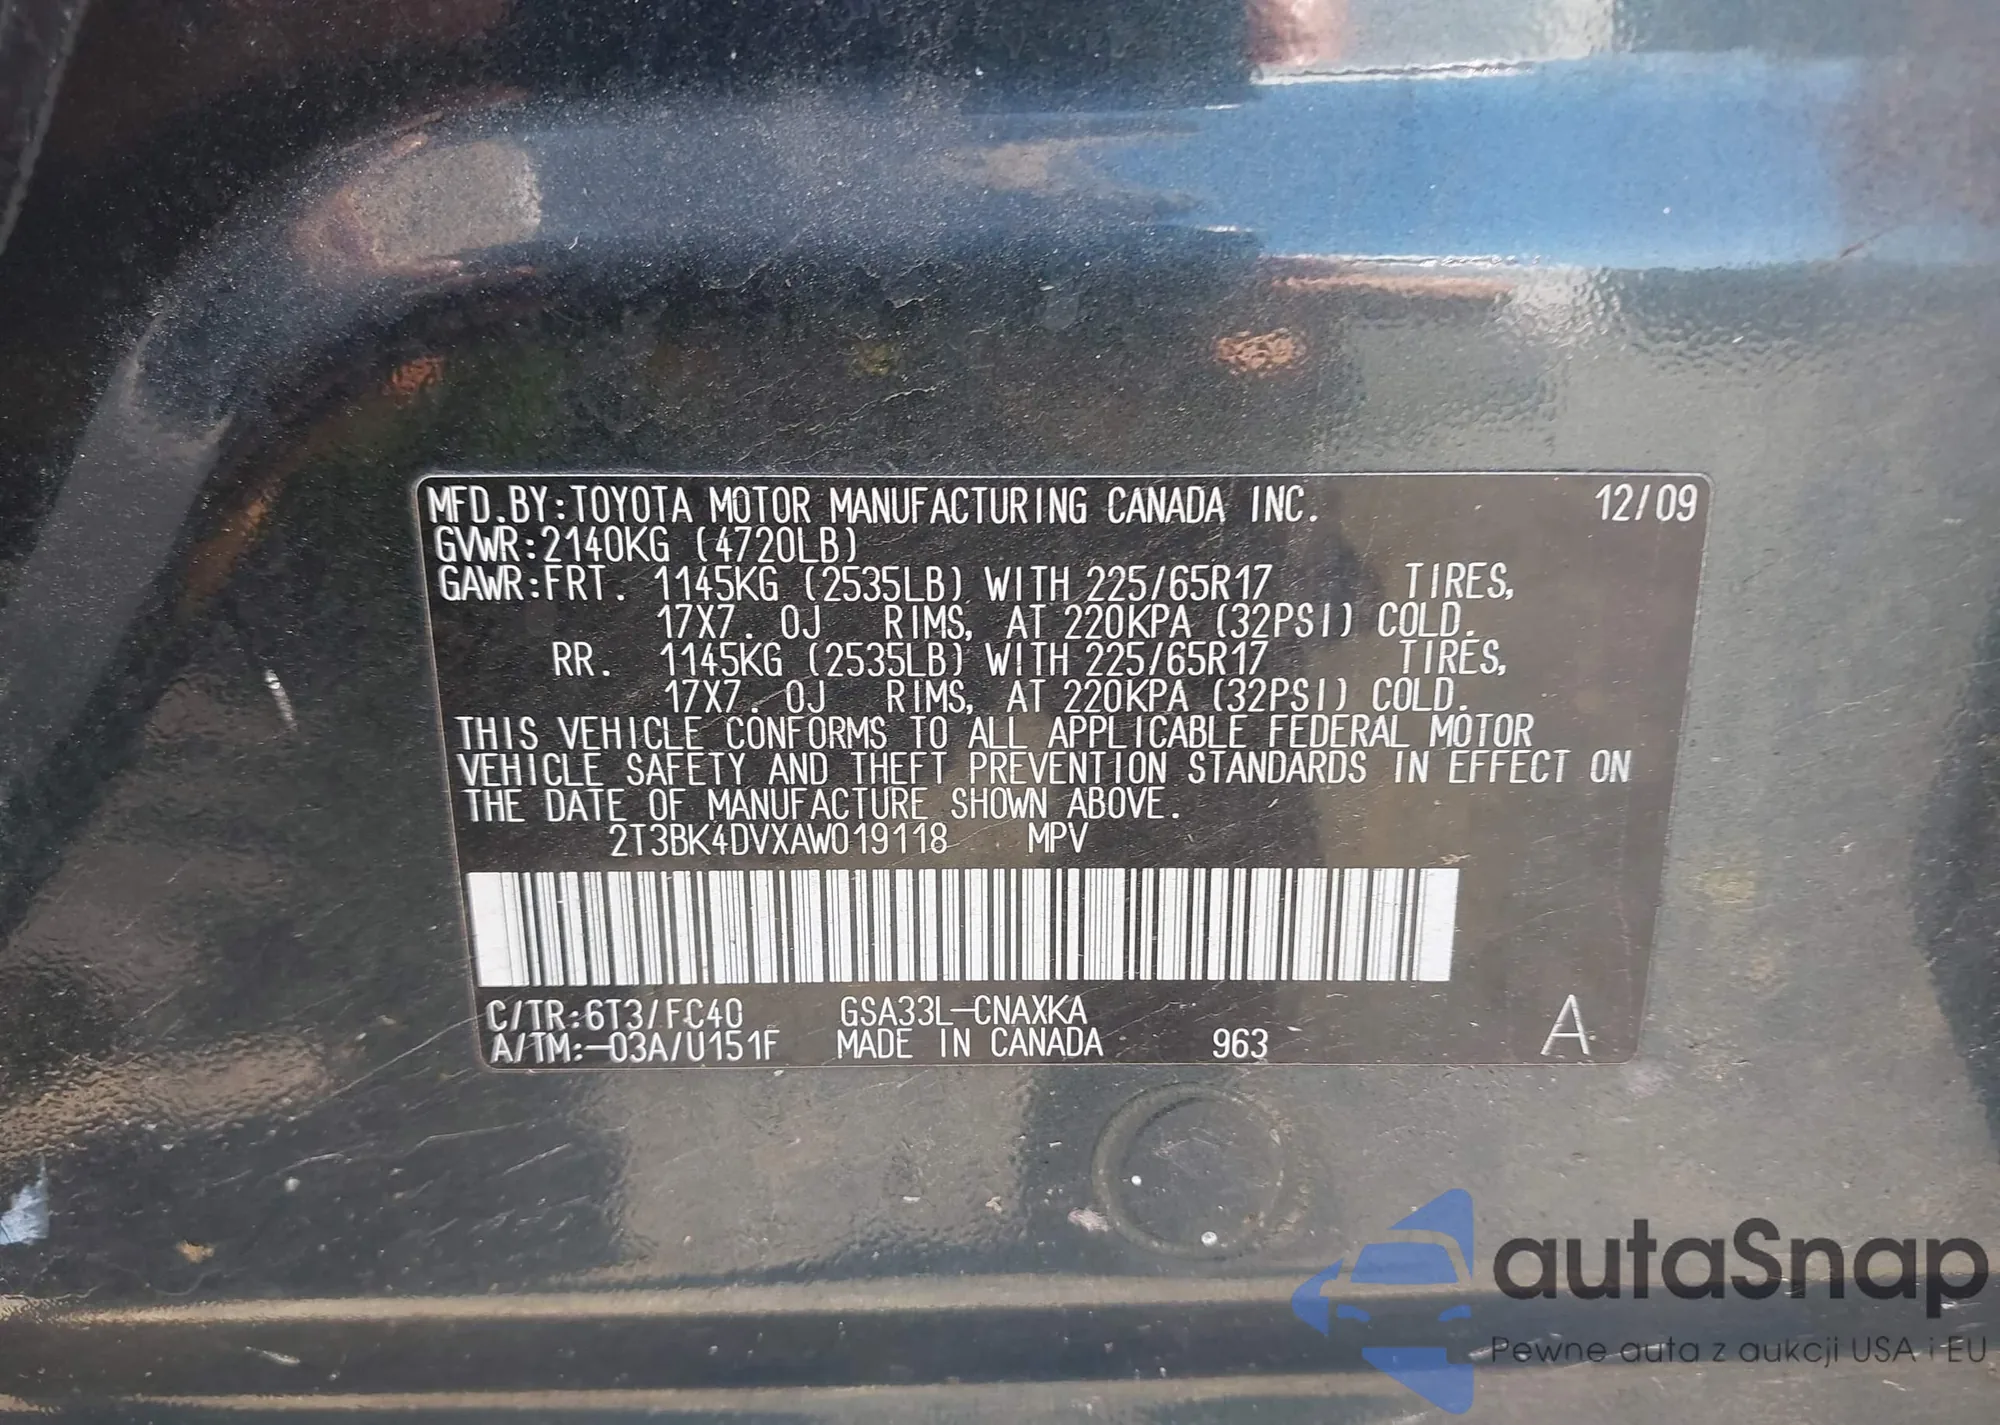 MFD.BY:TOYOTA MOTOR MANUFACTURING CANADA INC. 12/09
GVWR:2140KG (4720LB)
GAWR:FRT. 1145KG (2535LB) WITH 225/65R17 TIRES,
17X7. 0J RIMS, AT 220KPA (32PSI) COLD.
RR. 1145KG (2535LB) WITH 225/65R17 TIRES,
17X7. 0J RIMS, AT 220KPA (32PSI) COLD.
THIS VEHICLE CONFORMS TO ALL APPLICABLE FEDERAL MOTOR
VEHICLE SAFETY AND THEFT PREVENTION STANDARDS IN EFFECT ON
THE DATE OF MANUFACTURE SHOWN ABOVE.
2T3BK4DVXAW019118 MPV
C/TR:6T3/FC40 GSA33L-CNAXKA
A/TM:-03A/U151F MADE IN CANADA 963 A
autaSnap
Pewne auta z aukcji USA i EU